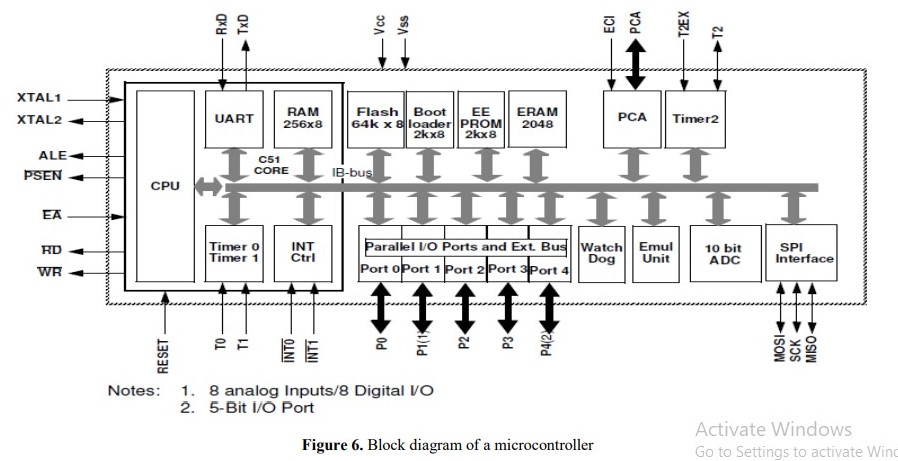 RxD
TxD
Vcc
Vss
ECI
PCA
T2EX
T2
XTAL1
XTAL2
ALE
PSEN
EA
RD
WR
CPU
UART
RAM
256x8
C51
CORE
IB-bus
Flash
64k x 8
Boot
loader
2kx8
EE
PROM
2kx8
ERAM
2048
PCA
Timer2
Timer 0
Timer 1
INT
Ctrl
Parallel I/O Ports and Ext. Bus
Port 0 Port 1 Port 2 Port 3 Port 4
Watch
Dog
Emul
Unit
10 bit
ADC
SPI
Interface
RESET
T0
T1
INT0
INT1
P0
P1(1)
P2
P3
P4(2)
MOSI
SCK
MISO
Notes: 1. 8 analog Inputs/8 Digital I/O
2. 5-Bit I/O Port
Figure 6. Block diagram of a microcontroller
Activate Windows
Go to Settings to activate Wind